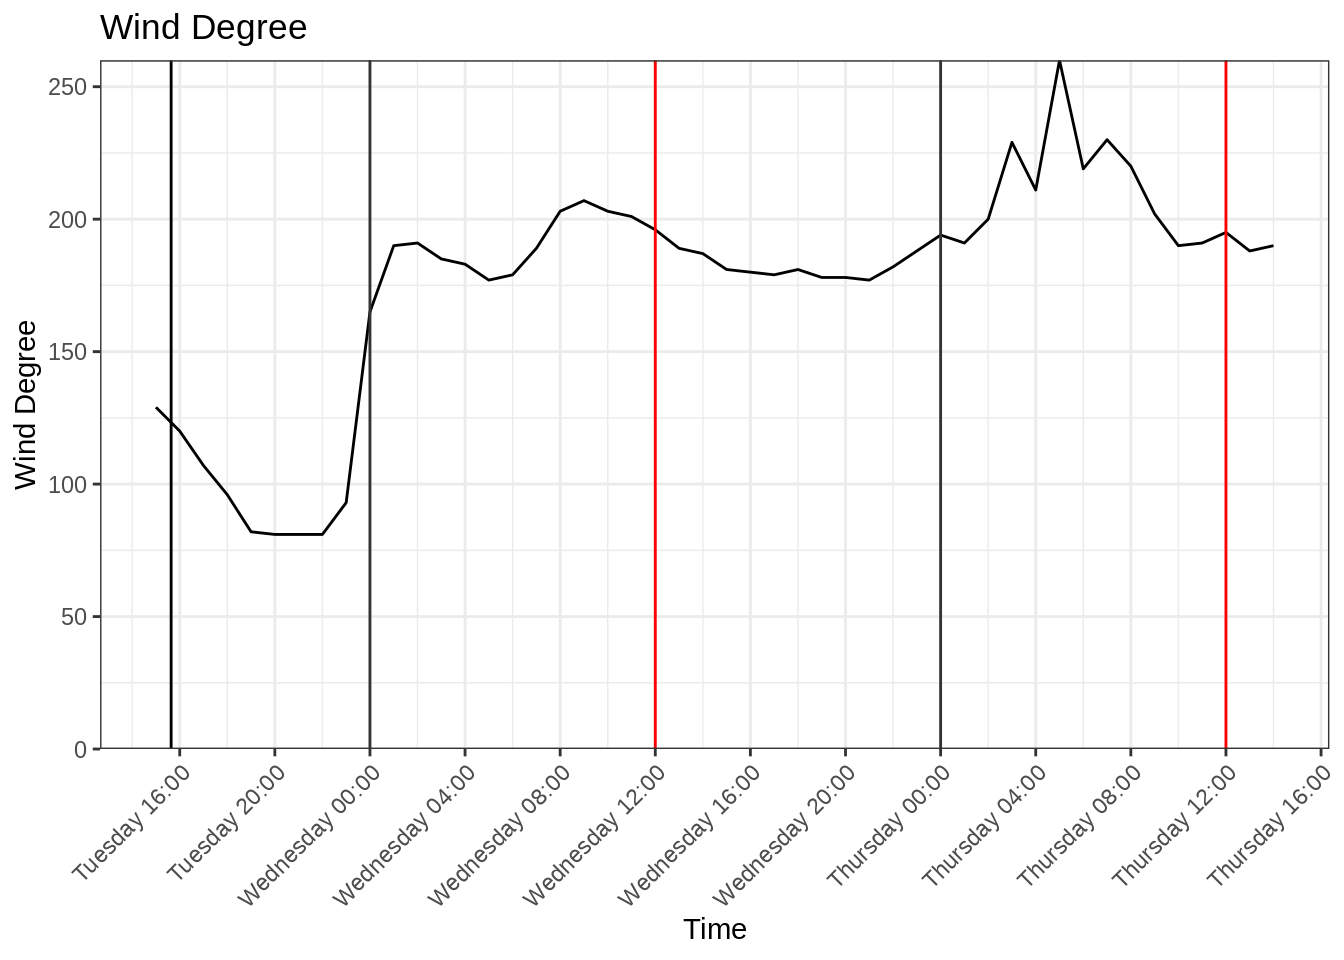 Wind Degree
Wind Degree
250
200
150
100
50
0
Tuesday 16:00
Tuesday 20:00
Wednesday 00:00
Wednesday 04:00
Wednesday 08:00
Wednesday 12:00
Wednesday 16:00
Wednesday 20:00
Thursday 00:00
Thursday 04:00
Thursday 08:00
Thursday 12:00
Thursday 16:00
Time